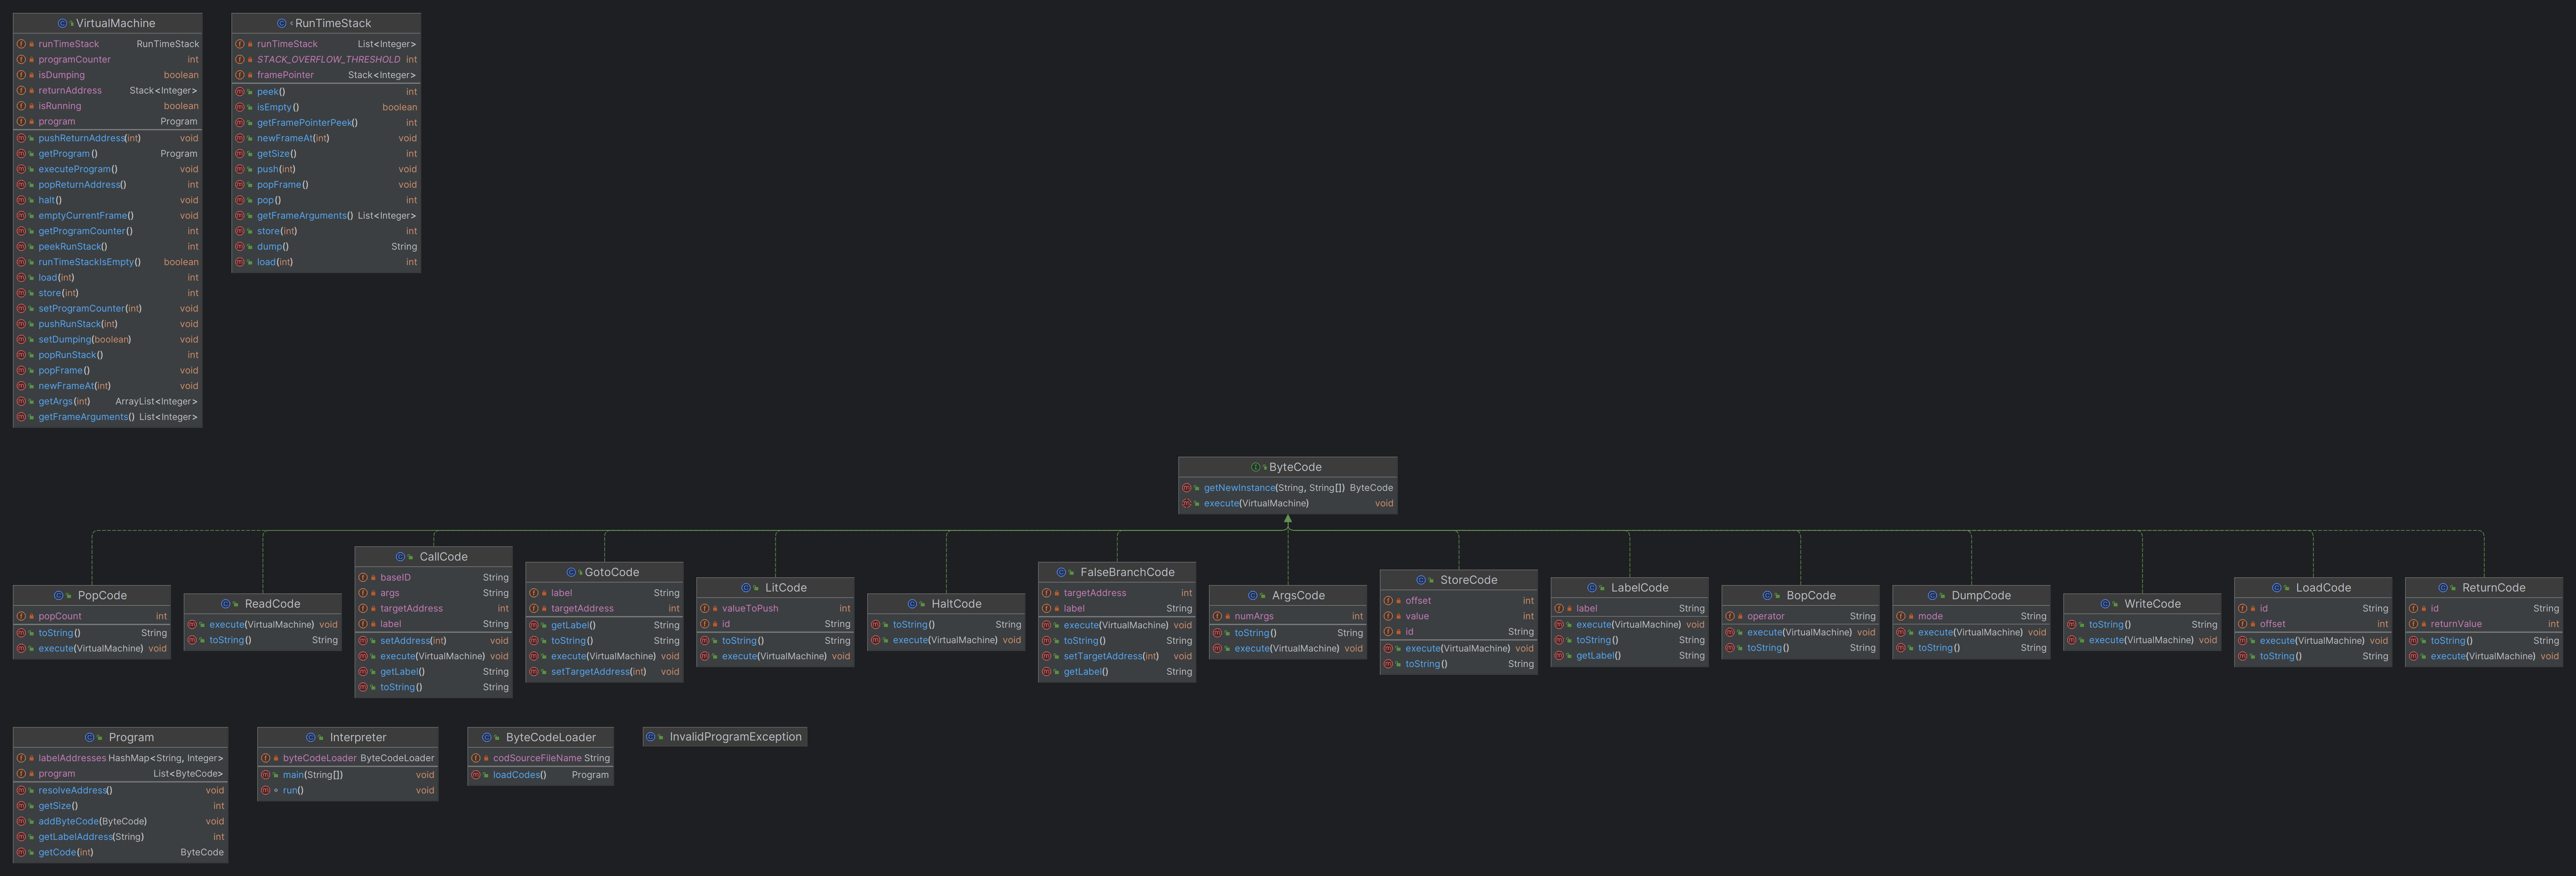 VirtualMachine
runTimeStack RunTimeStack
programCounter int
isDumping boolean
returnAddress Stack<Integer>
isRunning boolean
program Program
pushReturnAddress(int) void
getProgram() Program
executeProgram() void
popReturnAddress() int
halt() void
emptyCurrentFrame() void
getProgramCounter() int
peekRunStack() int
runTimeStackIsEmpty() boolean
load(int) int
store(int) int
setProgramCounter(int) void
pushRunStack(int) void
setDumping(boolean) void
popRunStack() int
popFrame() void
newFrameAt(int) void
getArgs(int) ArrayList<Integer>
getFrameArguments() List<Integer>
RunTimeStack
runTimeStack List<Integer>
STACK_OVERFLOW_THRESHOLD int
framePointer Stack<Integer>
peek() int
isEmpty() boolean
getFramePointerPeek() int
newFrameAt(int) void
getSize() int
push(int) void
popFrame() void
pop() int
getFrameArguments() List<Integer>
store(int) int
dump() String
load(int) int
ByteCode
getNewInstance(String, String[]) ByteCode
execute(VirtualMachine) void
PopCode
popCount int
toString() String
execute(VirtualMachine) void
ReadCode
execute(VirtualMachine) void
toString() String
CallCode
baseID String
args String
targetAddress int
label String
setAddress(int) void
execute(VirtualMachine) void
getLabel() String
toString() String
GotoCode
label String
targetAddress int
getLabel() String
toString() String
execute(VirtualMachine) void
setTargetAddress(int) void
LitCode
valueToPush int
id String
toString() String
execute(VirtualMachine) void
HaltCode
toString() String
execute(VirtualMachine) void
FalseBranchCode
targetAddress int
label String
execute(VirtualMachine) void
toString() String
setTargetAddress(int) void
getLabel() String
ArgsCode
numArgs int
toString() String
execute(VirtualMachine) void
StoreCode
offset int
value int
id String
execute(VirtualMachine) void
toString() String
LabelCode
label String
execute(VirtualMachine) void
toString() String
getLabel() String
BopCode
operator String
execute(VirtualMachine) void
toString() String
DumpCode
mode String
execute(VirtualMachine) void
toString() String
WriteCode
toString() String
execute(VirtualMachine) void
LoadCode
id String
offset int
execute(VirtualMachine) void
toString() String
ReturnCode
id String
returnValue int
toString() String
execute(VirtualMachine) void
Program
labelAddresses HashMap<String, Integer>
program List<ByteCode>
resolveAddress() void
getSize() int
addByteCode(ByteCode) void
getLabelAddress(String) int
getCode(int) ByteCode
Interpreter
byteCodeLoader ByteCodeLoader
main(String[]) void
run() void
ByteCodeLoader
codSourceFileName String
loadCodes() Program
InvalidProgramException